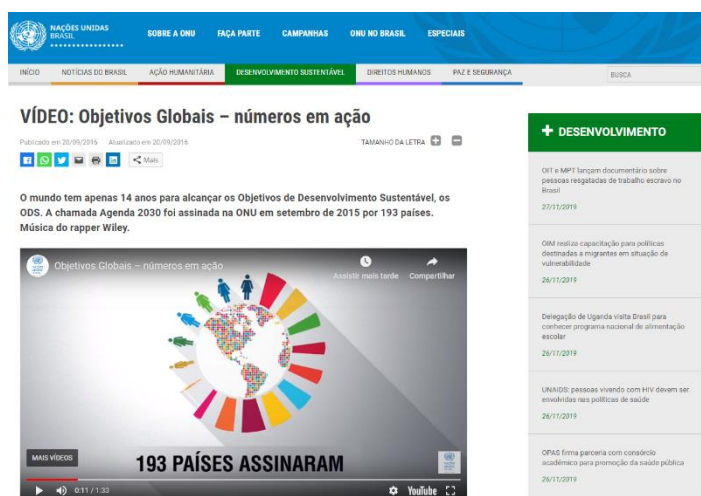 NAÇÕES UNIDAS
BRASIL
SOBRE A ONU FAÇA PARTE CAMPANHAS ONU NO BRASIL ESPECIAIS
INÍCIO NOTÍCIAS DO BRASIL AÇÃO HUMANITÁRIA DESENVOLVIMENTO SUSTENTÁVEL DIREITOS HUMANOS PAZ E SEGURANÇA BUSCA
VÍDEO: Objetivos Globais – números em ação
Publicado em 20/09/2016 Atualizado em 20/09/2016 TAMANHO DA LETRA
Mais
O mundo tem apenas 14 anos para alcançar os Objetivos de Desenvolvimento Sustentável, os
ODS. A chamada Agenda 2030 foi assinada na ONU em setembro de 2015 por 193 países.
Música do rapper Wiley.
Objetivos Globais – números em ação
Assistir mais tarde Compartilhar
MAIS VÍDEOS
193 PAÍSES ASSINARAM
0:11 / 1:33 YouTube
+ DESENVOLVIMENTO
OIT e MPT lançam documentário sobre
pessoas resgatadas de trabalho escravo no
Brasil
27/11/2019
OIM realiza capacitação para políticas
destinadas a migrantes em situação de
vulnerabilidade
26/11/2019
Delegação de Uganda visita Brasil para
conhecer programa nacional de alimentação
escolar
26/11/2019
UNAIDS: pessoas vivendo com HIV devem ser
envolvidas nas políticas de saúde
26/11/2019
OPAS firma parceria com consórcio
acadêmico para promoção da saúde pública
26/11/2019